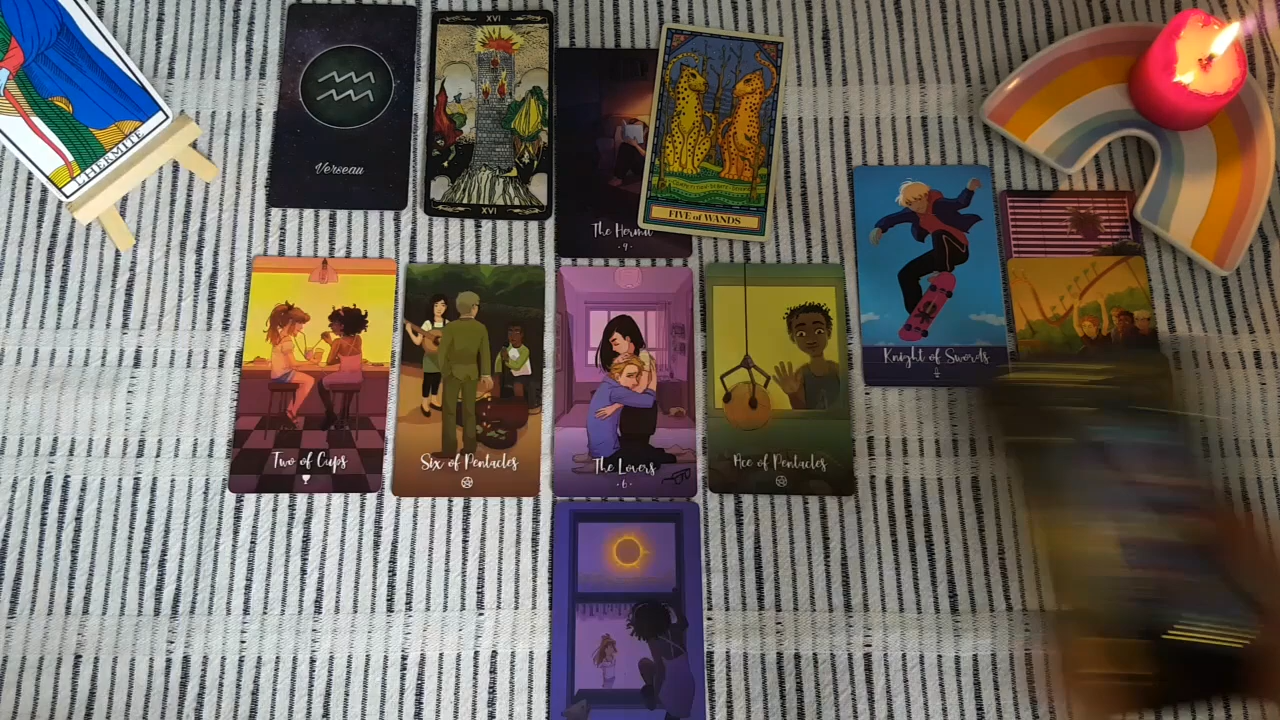 L'HERMITE
Verseau
XVI
XVI
The Hermit
· 9 ·
FIVE of WANDS
Knight of Swords
Two of Cups
Six of Pentacles
The Lovers
· 6 ·
Ace of Pentacles